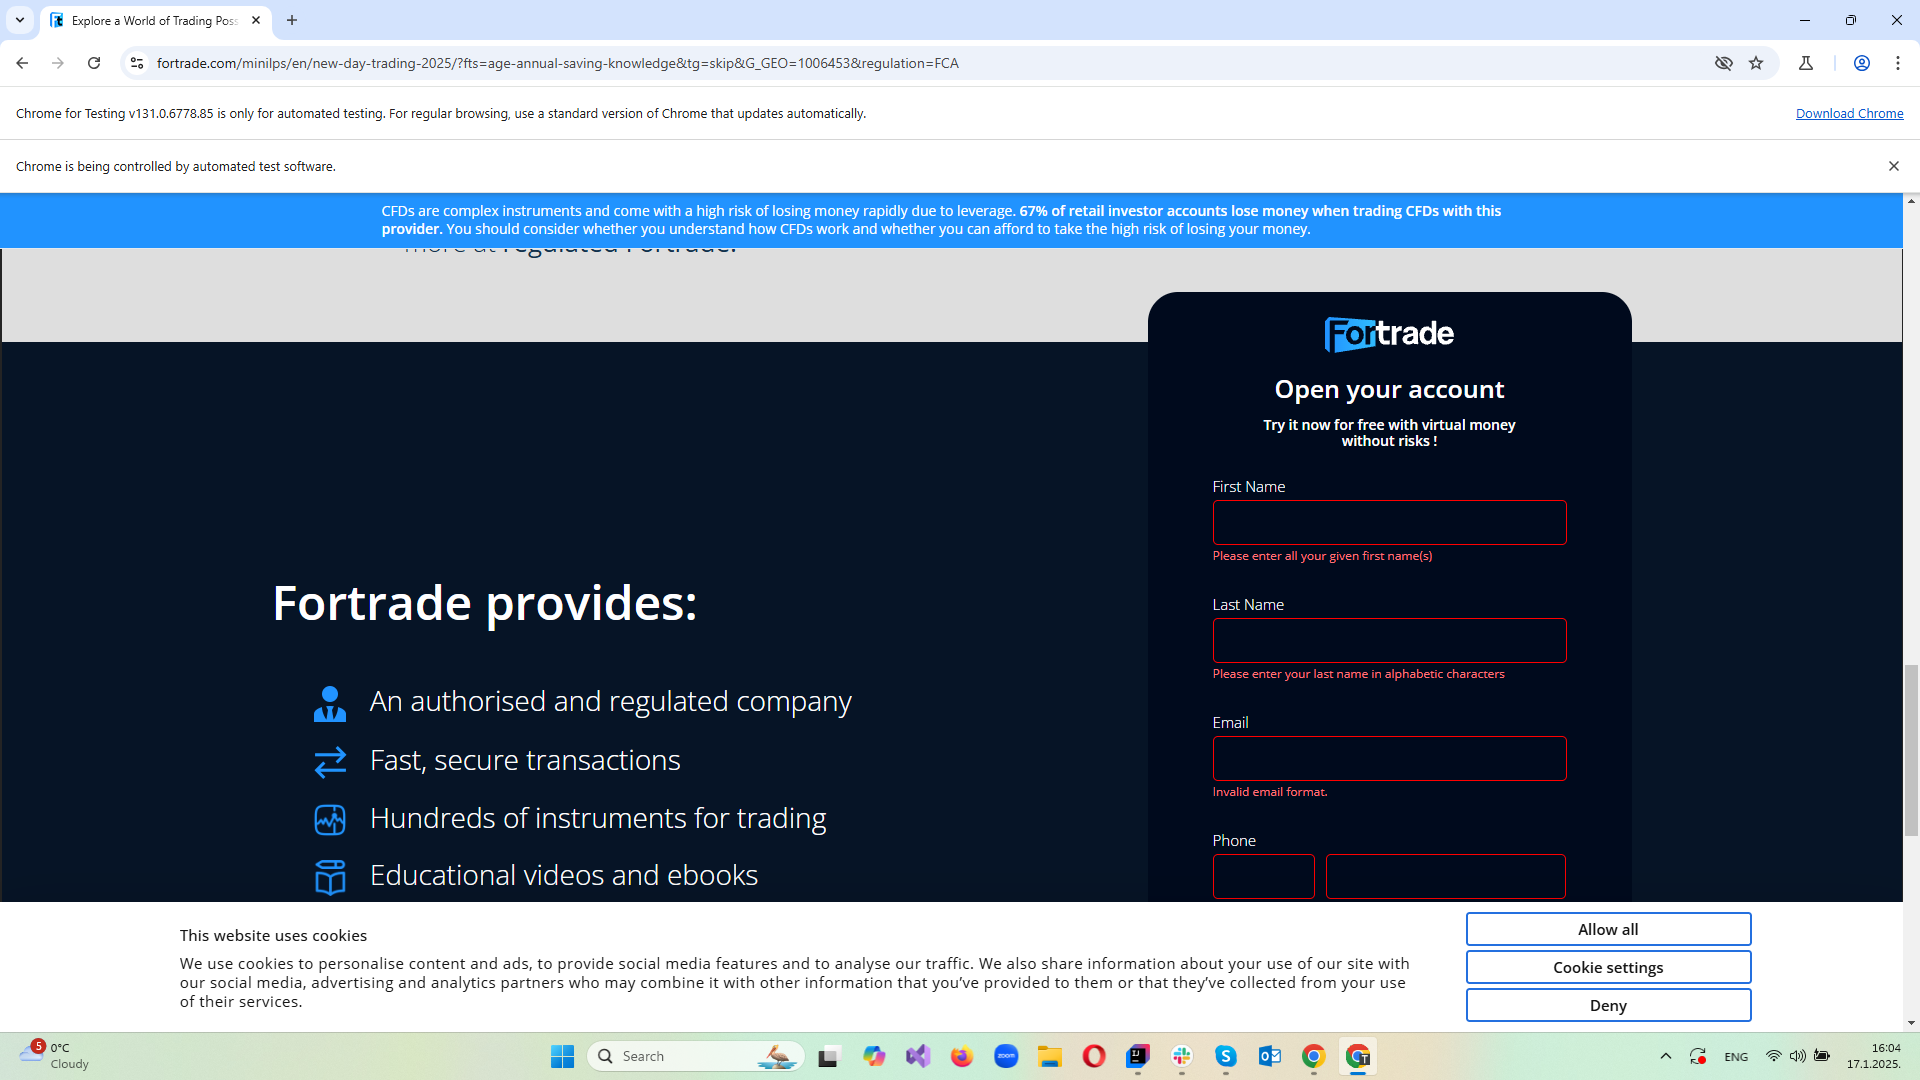 Explore a World of Trading Poss
fortrade.com/minilps/en/new-day-trading-2025/?fts=age-annual-saving-knowledge&tg=skip&G_GEO=1006453&regulation=FCA
Chrome for Testing v131.0.6778.85 is only for automated testing. For regular browsing, use a standard version of Chrome that updates automatically.
Download Chrome
Chrome is being controlled by automated test software.
CFDs are complex instruments and come with a high risk of losing money rapidly due to leverage. 67% of retail investor accounts lose money when trading CFDs with this
provider. You should consider whether you understand how CFDs work and whether you can afford to take the high risk of losing your money.
more at regulated Fortrade.
Fortrade
Open your account
Try it now for free with virtual money
without risks !
First Name
Please enter all your given first name(s)
Last Name
Please enter your last name in alphabetic characters
Email
Invalid email format.
Phone
Fortrade provides:
An authorised and regulated company
Fast, secure transactions
Hundreds of instruments for trading
Educational videos and ebooks
This website uses cookies
We use cookies to personalise content and ads, to provide social media features and to analyse our traffic. We also share information about your use of our site with
our social media, advertising and analytics partners who may combine it with other information that you’ve provided to them or that they’ve collected from your use
of their services.
Allow all
Cookie settings
Deny
5
0°C
Cloudy
Search
zoom
ENG
16:04
17.1.2025.